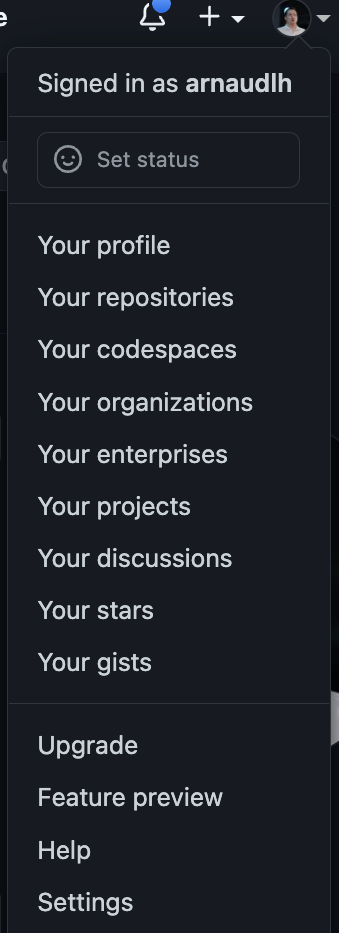 e
Signed in as arnaudlh
Set status
Your profile
Your repositories
Your codespaces
Your organizations
Your enterprises
Your projects
Your discussions
Your stars
Your gists
Upgrade
Feature preview
Help
Settings